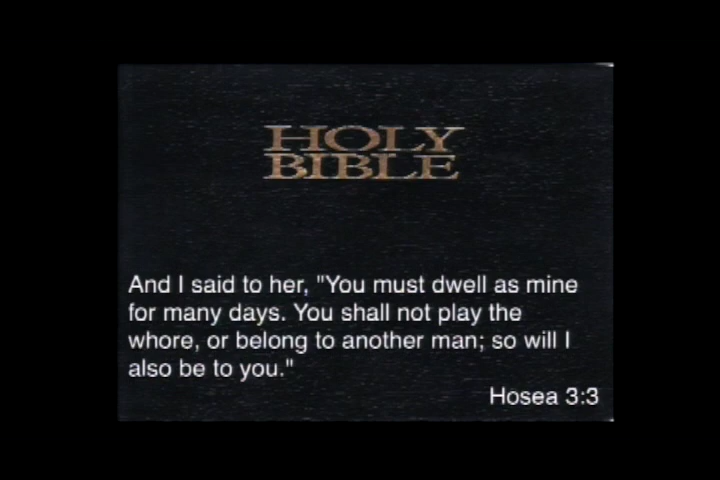 HOLY
BIBLE
And I said to her, "You must dwell as mine
for many days. You shall not play the
whore, or belong to another man; so will I
also be to you."
Hosea 3:3